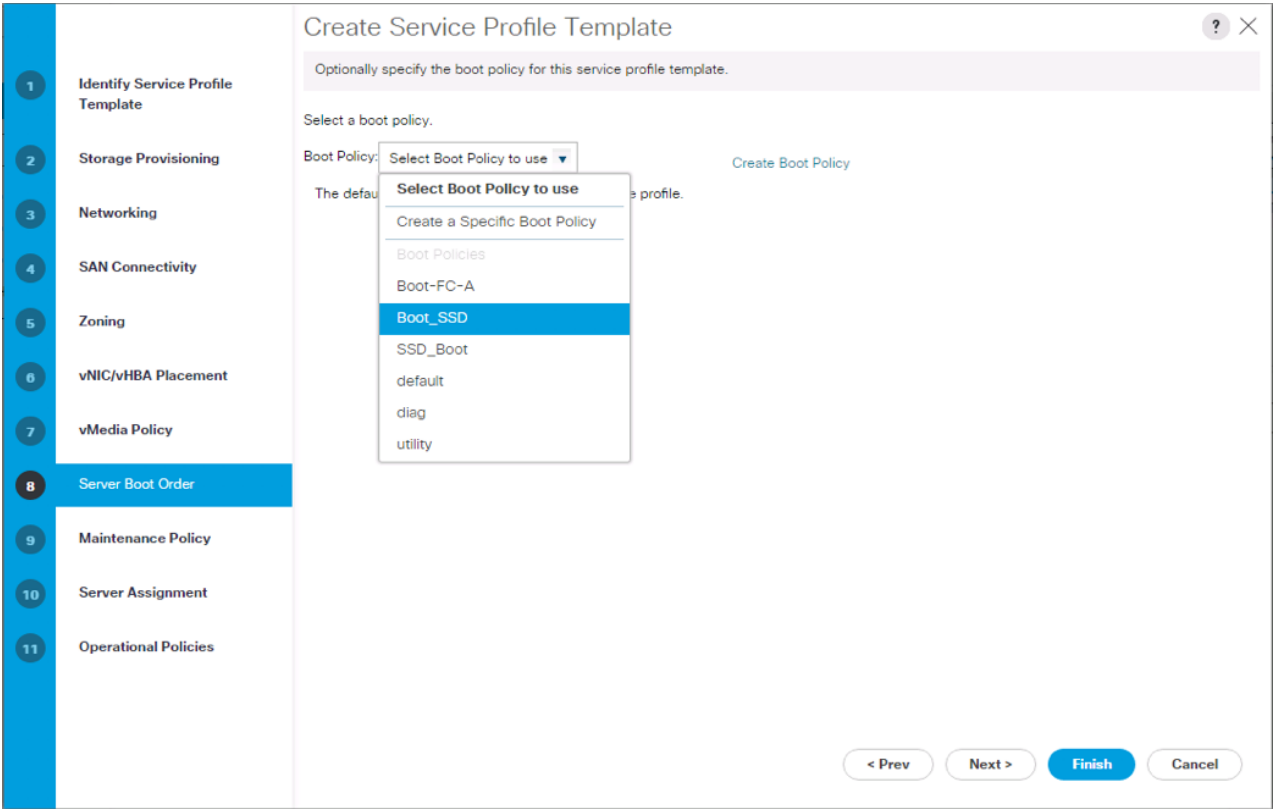 Create Service Profile Template
?
Optionally specify the boot policy for this service profile template.
1 Identify Service Profile
Template
2 Storage Provisioning
3 Networking
4 SAN Connectivity
5 Zoning
6 vNIC/vHBA Placement
7 vMedia Policy
8 Server Boot Order
9 Maintenance Policy
10 Server Assignment
11 Operational Policies
Select a boot policy.
Boot Policy: Select Boot Policy to use
Create Boot Policy
The defau
e profile.
Select Boot Policy to use
Create a Specific Boot Policy
Boot Policies
Boot-FC-A
Boot_SSD
SSD_Boot
default
diag
utility
< Prev
Next >
Finish
Cancel